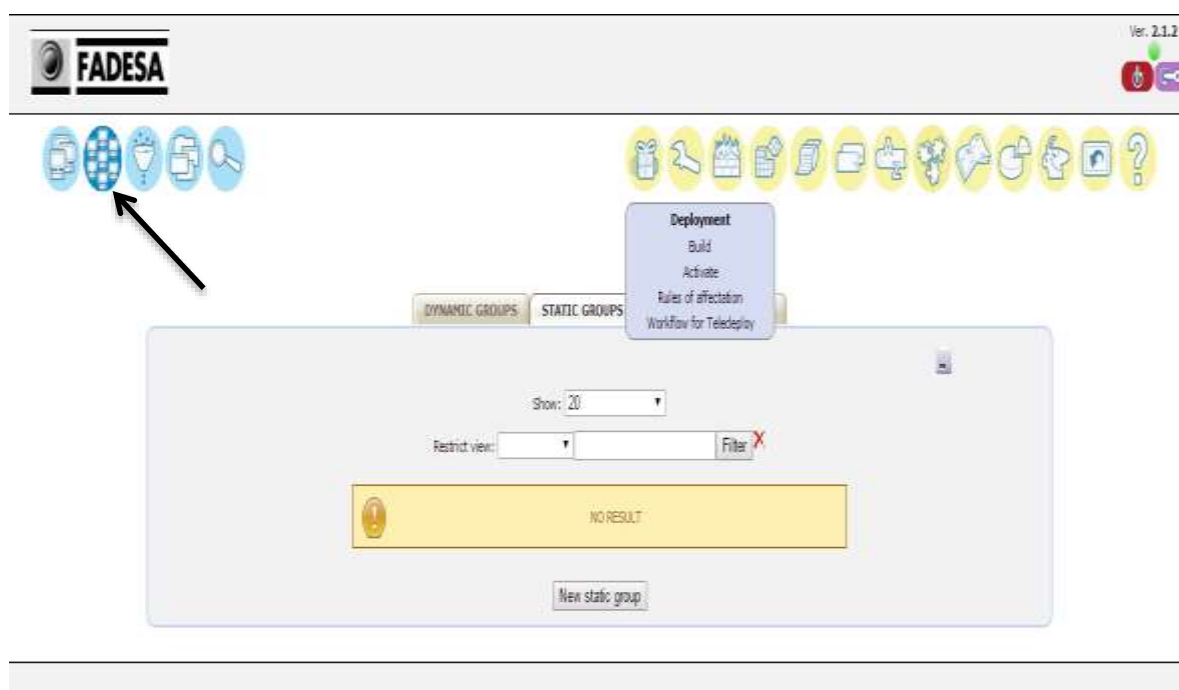 Ver. 2.1.2
FADESA
Deployment
Build
Activate
Rules of affectation
Workflow for Teledeploy
DYNAMIC GROUPS STATIC GROUPS
Show: 20
Restrict view: Filter X
NO RESULT
New static group